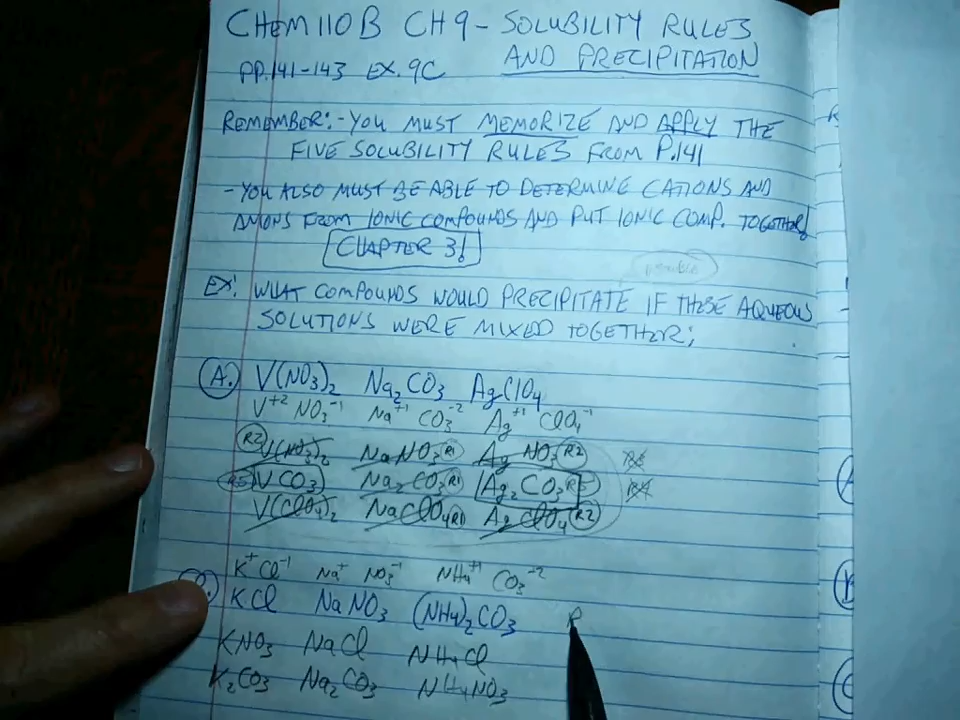 CHEM 110B CH 9 - SOLUBILITY RULES
AND PRECIPITATION
PP. 141-143 EX. 9C
REMEMBER: - YOU MUST MEMORIZE AND APPLY THE
FIVE SOLUBILITY RULES FROM P. 141
- YOU ALSO MUST BE ABLE TO DETERMINE CATIONS AND
ANIONS FROM IONIC COMPOUNDS AND PUT IONIC COMP. TOGETHER!
CHAPTER 3!
EX: WHAT COMPOUNDS WOULD PRECIPITATE IF THESE AQUEOUS
SOLUTIONS WERE MIXED TOGETHER:
A. V(NO3)2 Na2CO3 AgClO4
V+2 NO3-1 Na+1 CO3-2 Ag+1 ClO4-1
R2 V(NO3)2 NaNO3 R1 AgNO3 R2
R5 VCO3 Na2CO3 R1 Ag2CO3 R5
V(ClO4)2 NaClO4 R1 AgClO4 R2
K+ Cl-1 Na+ NO3-1 NH4+1 CO3-2
KCl NaNO3 (NH4)2CO3 R
KNO3 NaCl NH4Cl
K2CO3 Na2CO3 NH4NO3